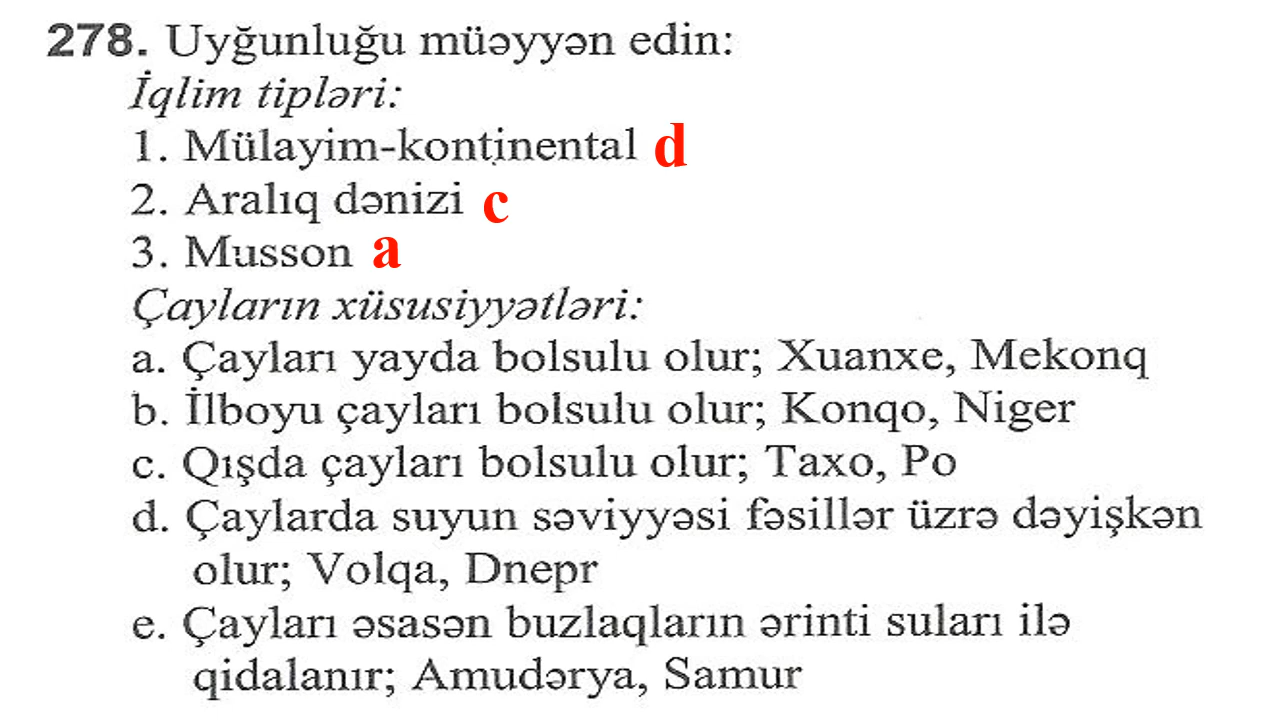 278. Uyğunluğu müəyyən edin:
İqlim tipləri:
1. Mülayim-kontinental d
2. Aralıq dənizi c
3. Musson a
Çayların xüsusiyyətləri:
a. Çayları yayda bolsulu olur; Xuanxe, Mekonq
b. İlboyu çayları bolsulu olur; Konqo, Niger
c. Qışda çayları bolsulu olur; Taxo, Po
d. Çaylarda suyun səviyyəsi fəsillər üzrə dəyişkən
olur; Volqa, Dnepr
e. Çayları əsasən buzlaqların ərinti suları ilə
qidalanır; Amudərya, Samur